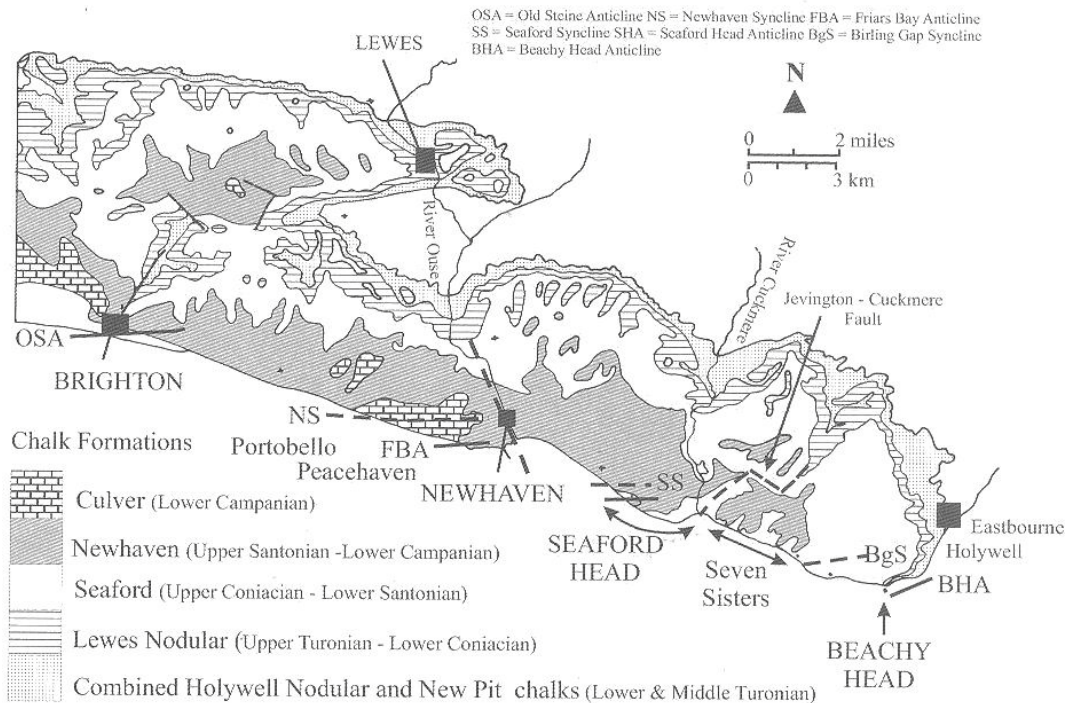 OSA = Old Steine Anticline NS = Newhaven Syncline FBA = Friars Bay Anticline
SS = Seaford Syncline SHA = Seaford Head Anticline BgS = Birling Gap Syncline
BHA = Beachy Head Anticline
LEWES
N
0 2 miles
0 3 km
River Ouse
River Cuckmere
Jevington - Cuckmere
Fault
OSA
BRIGHTON
NS
Portobello
FBA
Peacehaven
NEWHAVEN
SS
SEAFORD
HEAD
Seven
Sisters
BgS
Eastbourne
Holywell
BHA
BEACHY
HEAD
Chalk Formations
Culver (Lower Campanian)
Newhaven (Upper Santonian -Lower Campanian)
Seaford (Upper Coniacian - Lower Santonian)
Lewes Nodular (Upper Turonian - Lower Coniacian)
Combined Holywell Nodular and New Pit chalks (Lower & Middle Turonian)